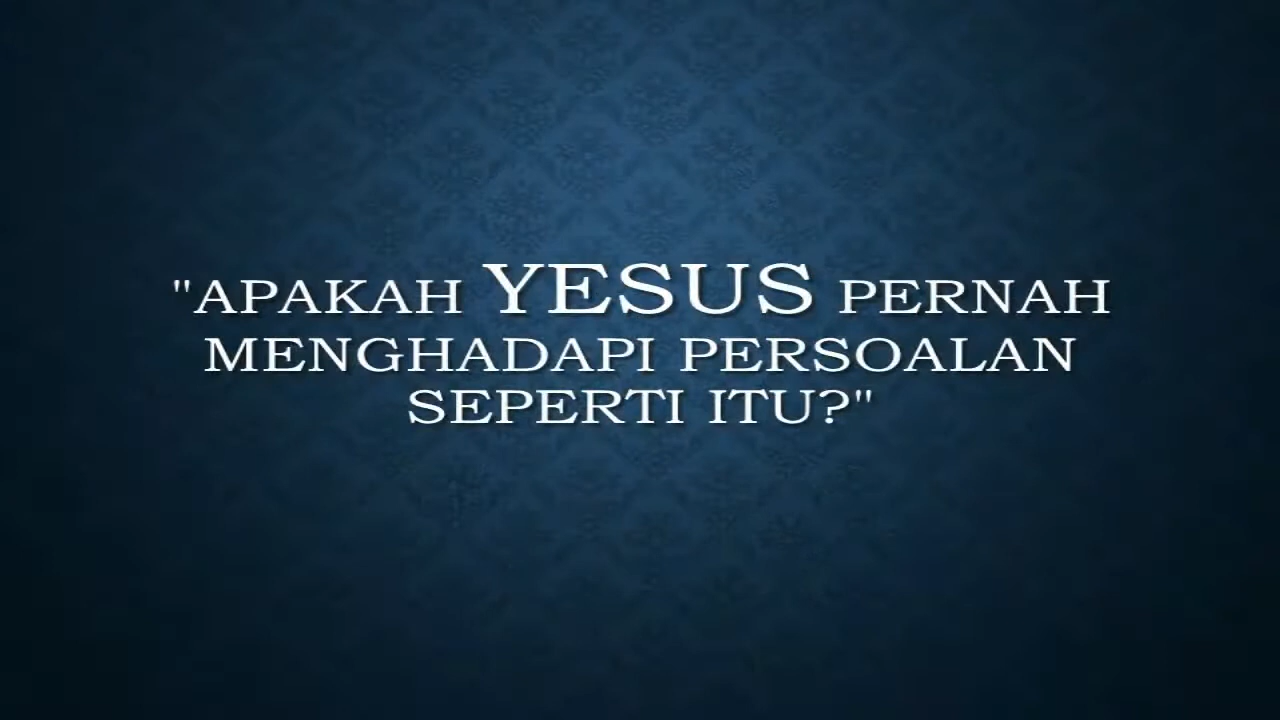 "APAKAH YESUS PERNAH
MENGHADAPI PERSOALAN
SEPERTI ITU?"